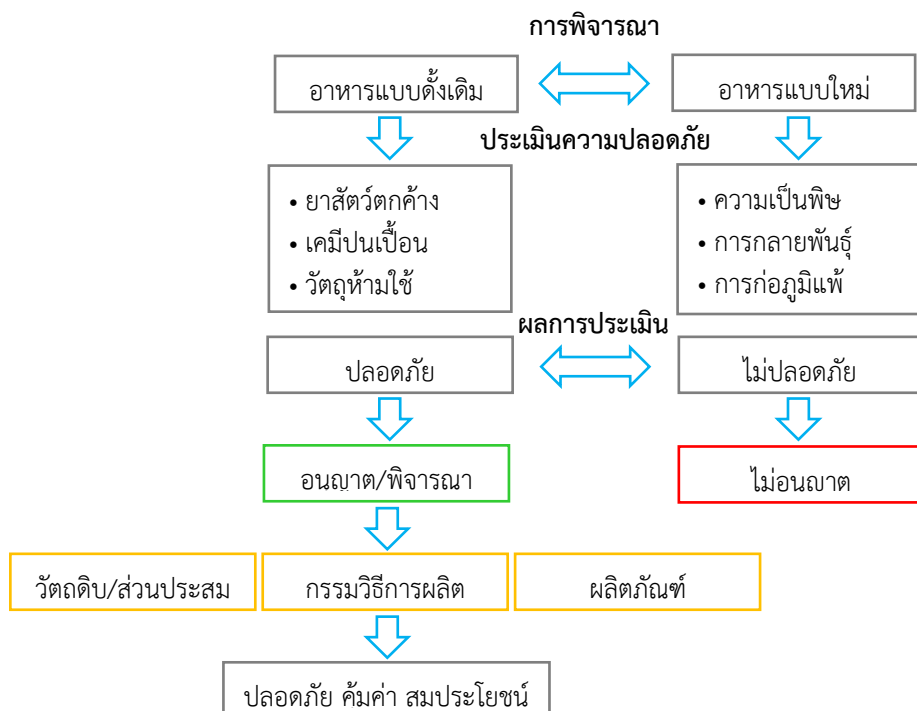 การพิจารณา
อาหารแบบดั้งเดิม
อาหารแบบใหม่
ประเมินความปลอดภัย
• ยาสัตว์ตกค้าง
• เคมีปนเปื้อน
• วัตถุห้ามใช้
• ความเป็นพิษ
• การกลายพันธุ์
• การก่อภูมิแพ้
ผลการประเมิน
ปลอดภัย
ไม่ปลอดภัย
อนุญาต/พิจารณา
ไม่อนุญาต
วัตถุดิบ/ส่วนประสม
กรรมวิธีการผลิต
ผลิตภัณฑ์
ปลอดภัย คุ้มค่า สมประโยชน์